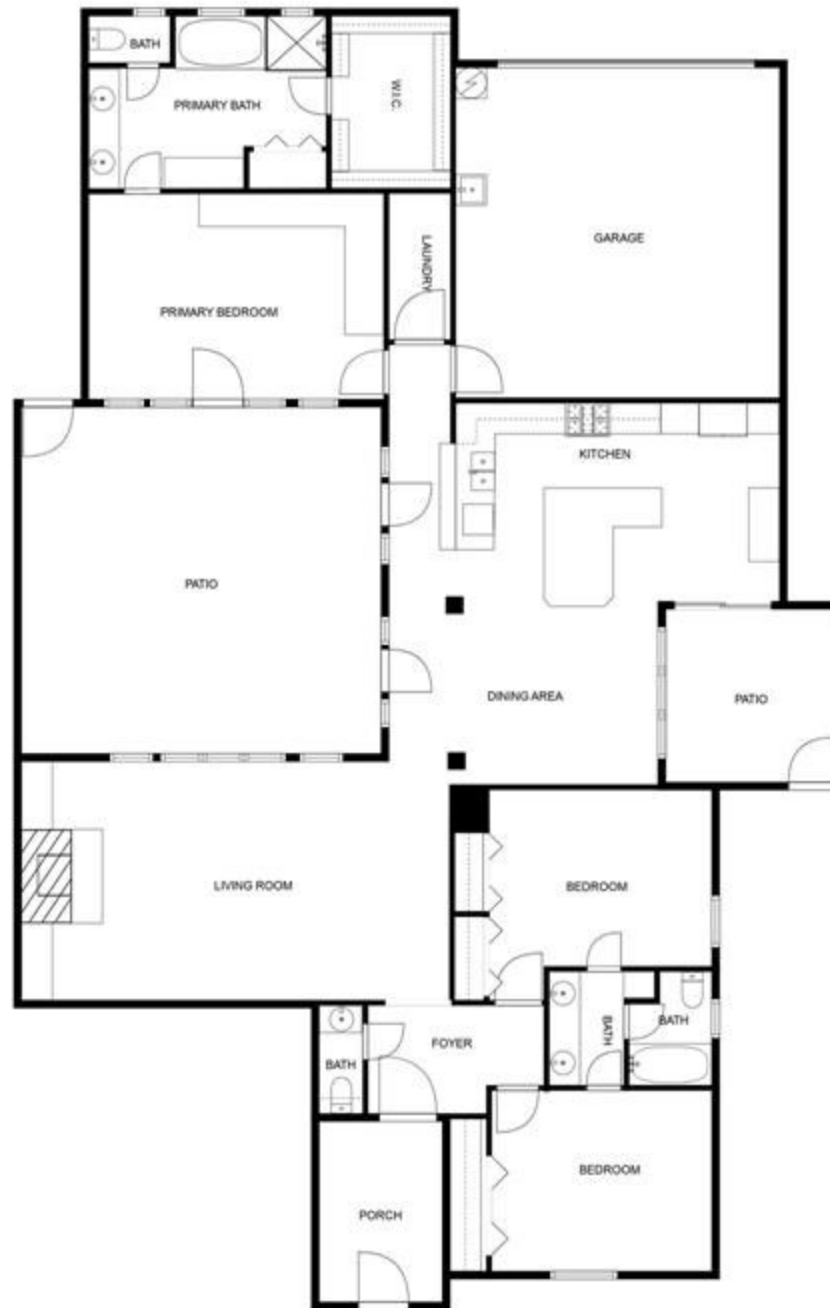 BATH
PRIMARY BATH
W.I.C.
GARAGE
LAUNDRY
PRIMARY BEDROOM
KITCHEN
PATIO
DINING AREA
PATIO
LIVING ROOM
BEDROOM
BATH
BATH
FOYER
BATH
BEDROOM
PORCH